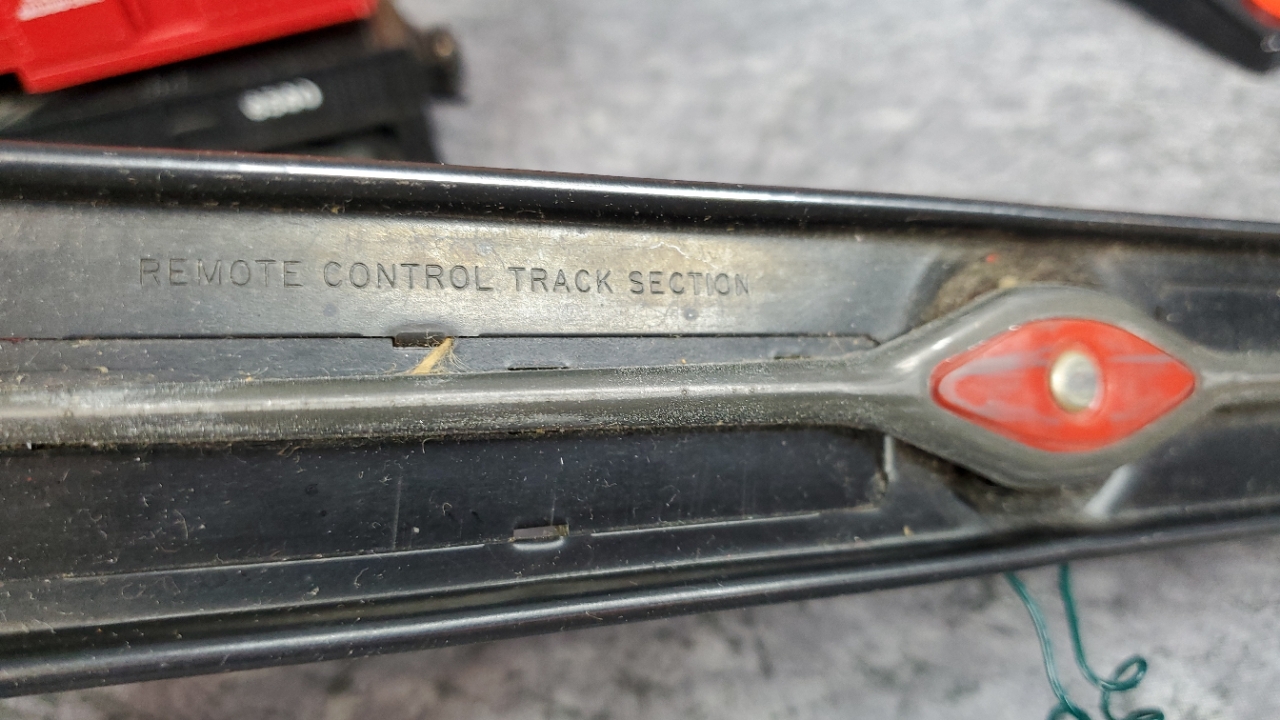 REMOTE CONTROL TRACK SECTION